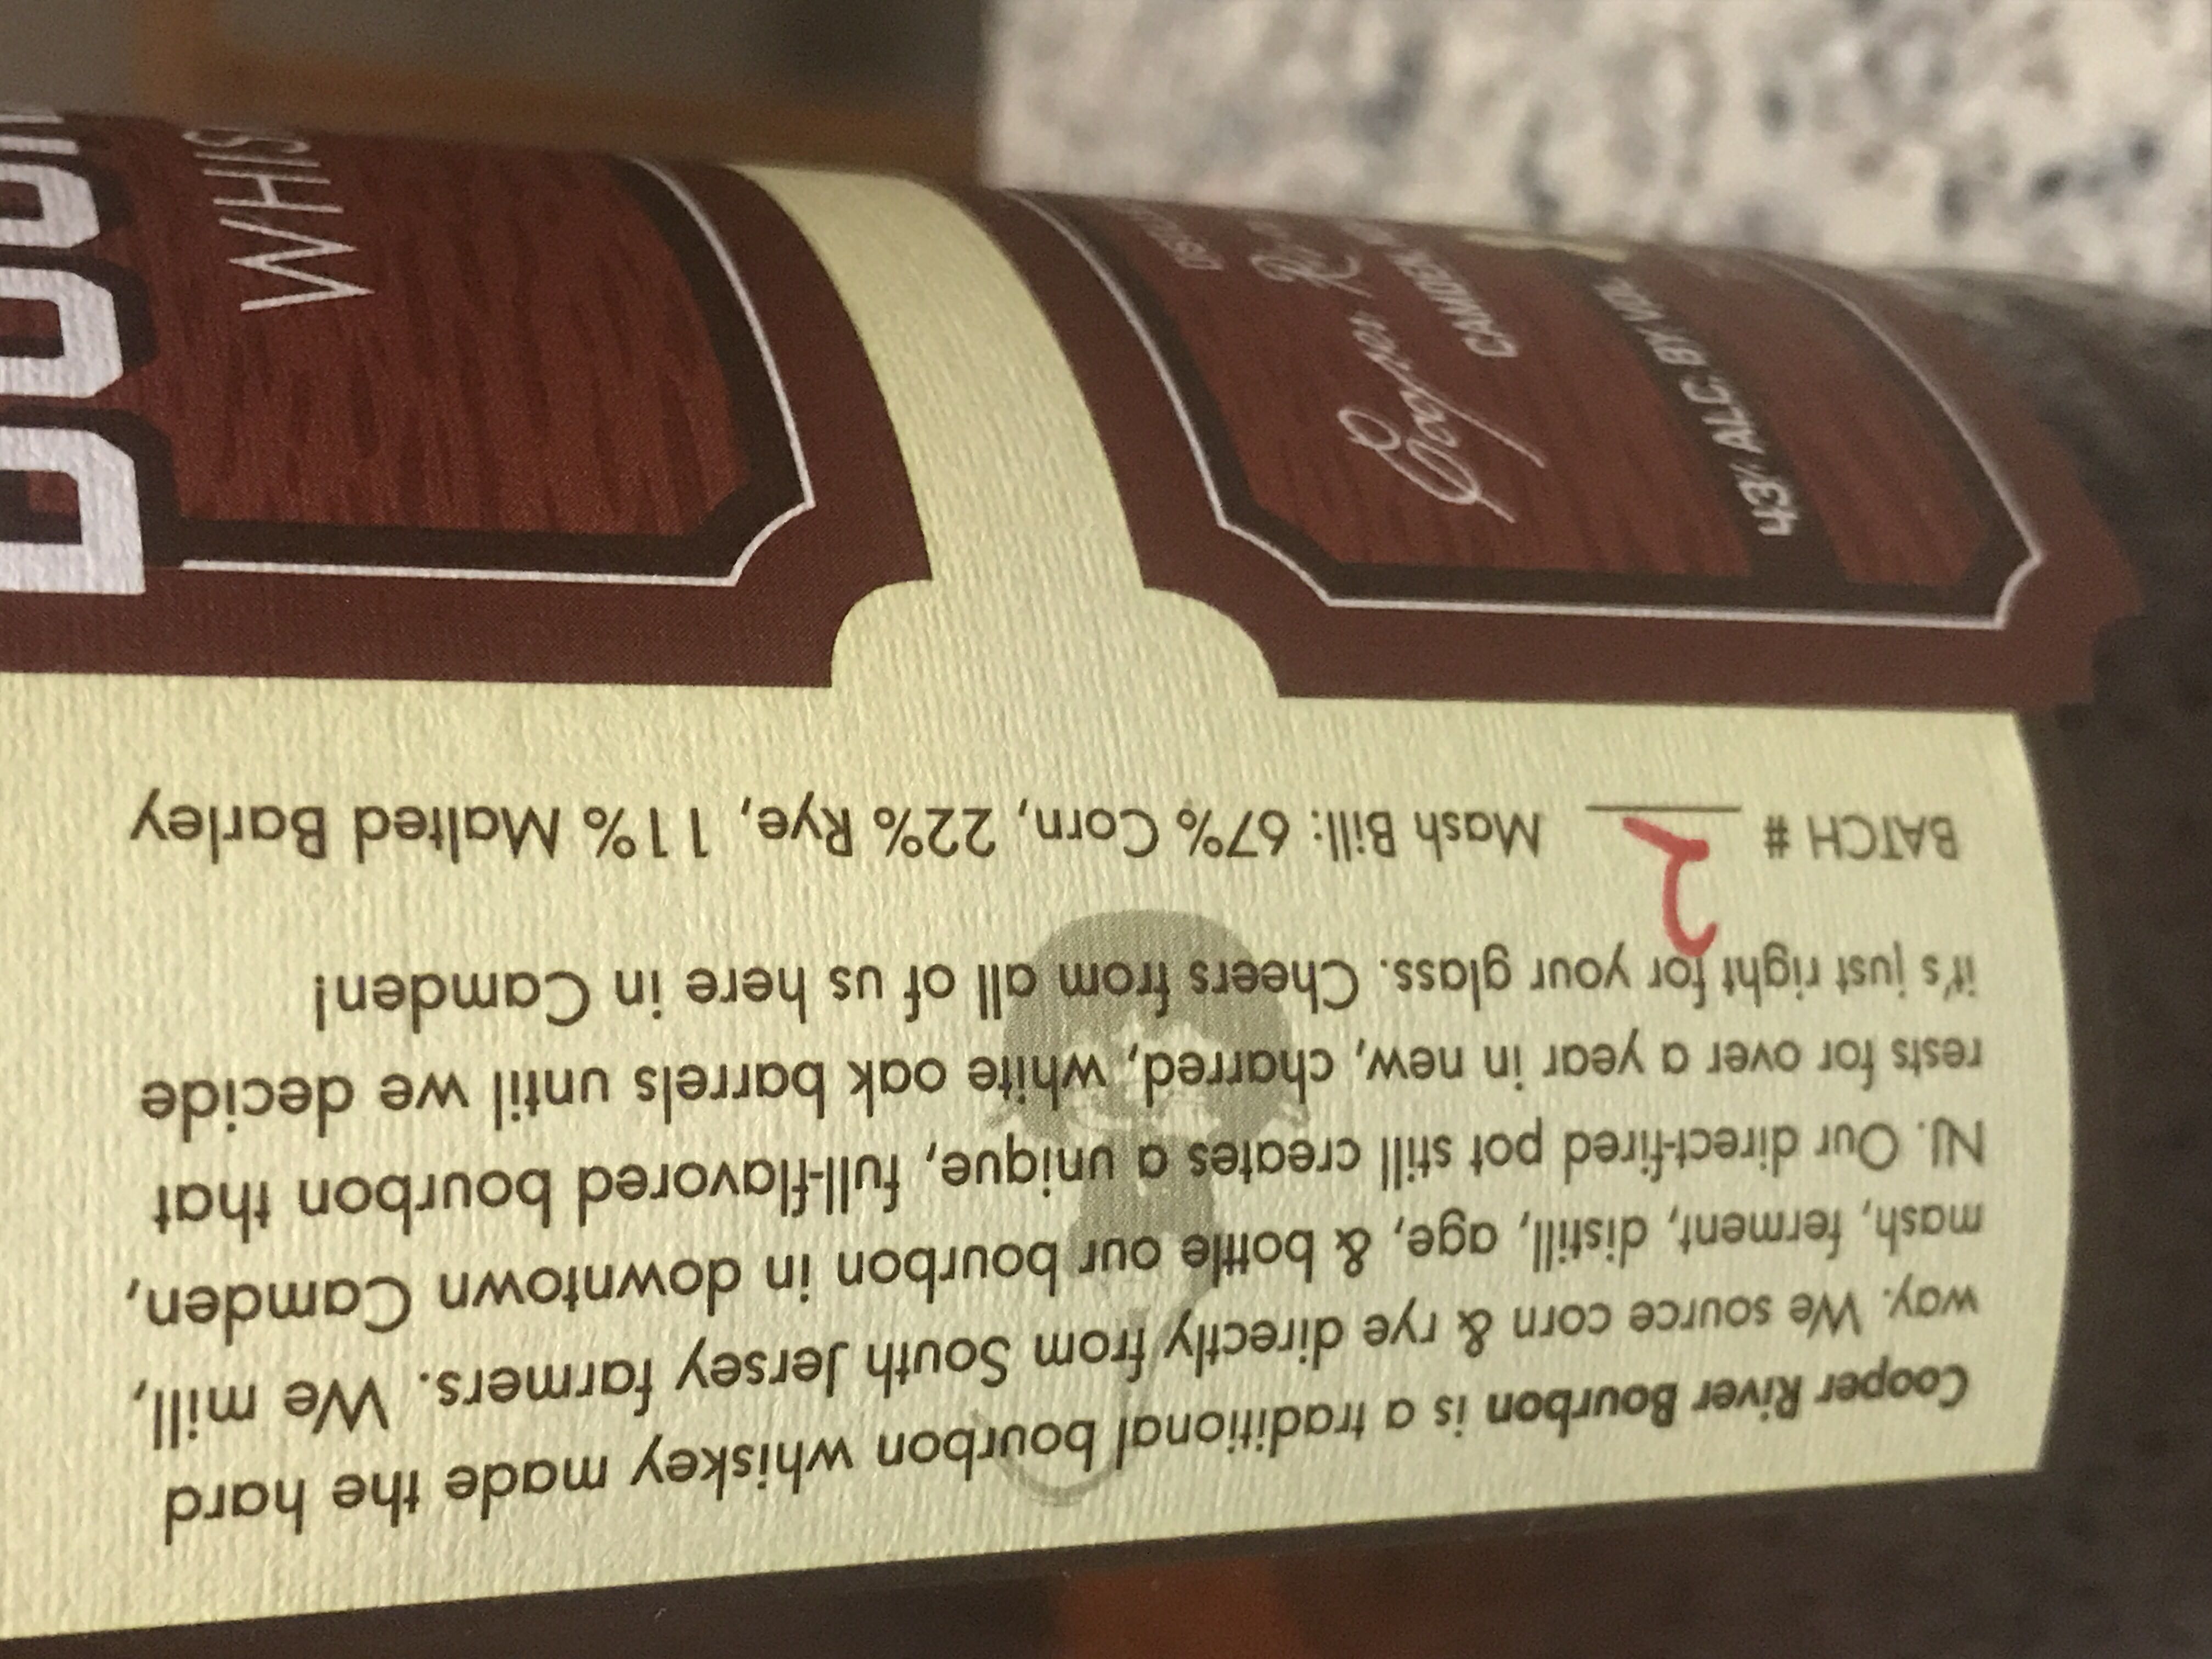 Cooper River Bourbon is a traditional bourbon whiskey made the hard
way. We source corn & rye directly from South Jersey farmers. We mill,
mash, ferment, distill, age, & bottle our bourbon in downtown Camden,
NJ. Our direct-fired pot still creates a unique, full-flavored bourbon that
rests for over a year in new, charred, white oak barrels until we decide
it's just right for your glass. Cheers from all of us here in Camden!
BATCH # 2 Mash Bill: 67% Corn, 22% Rye, 11% Malted Barley
WHIS
Cooper
CAMDEN
43% ALC BY VOL